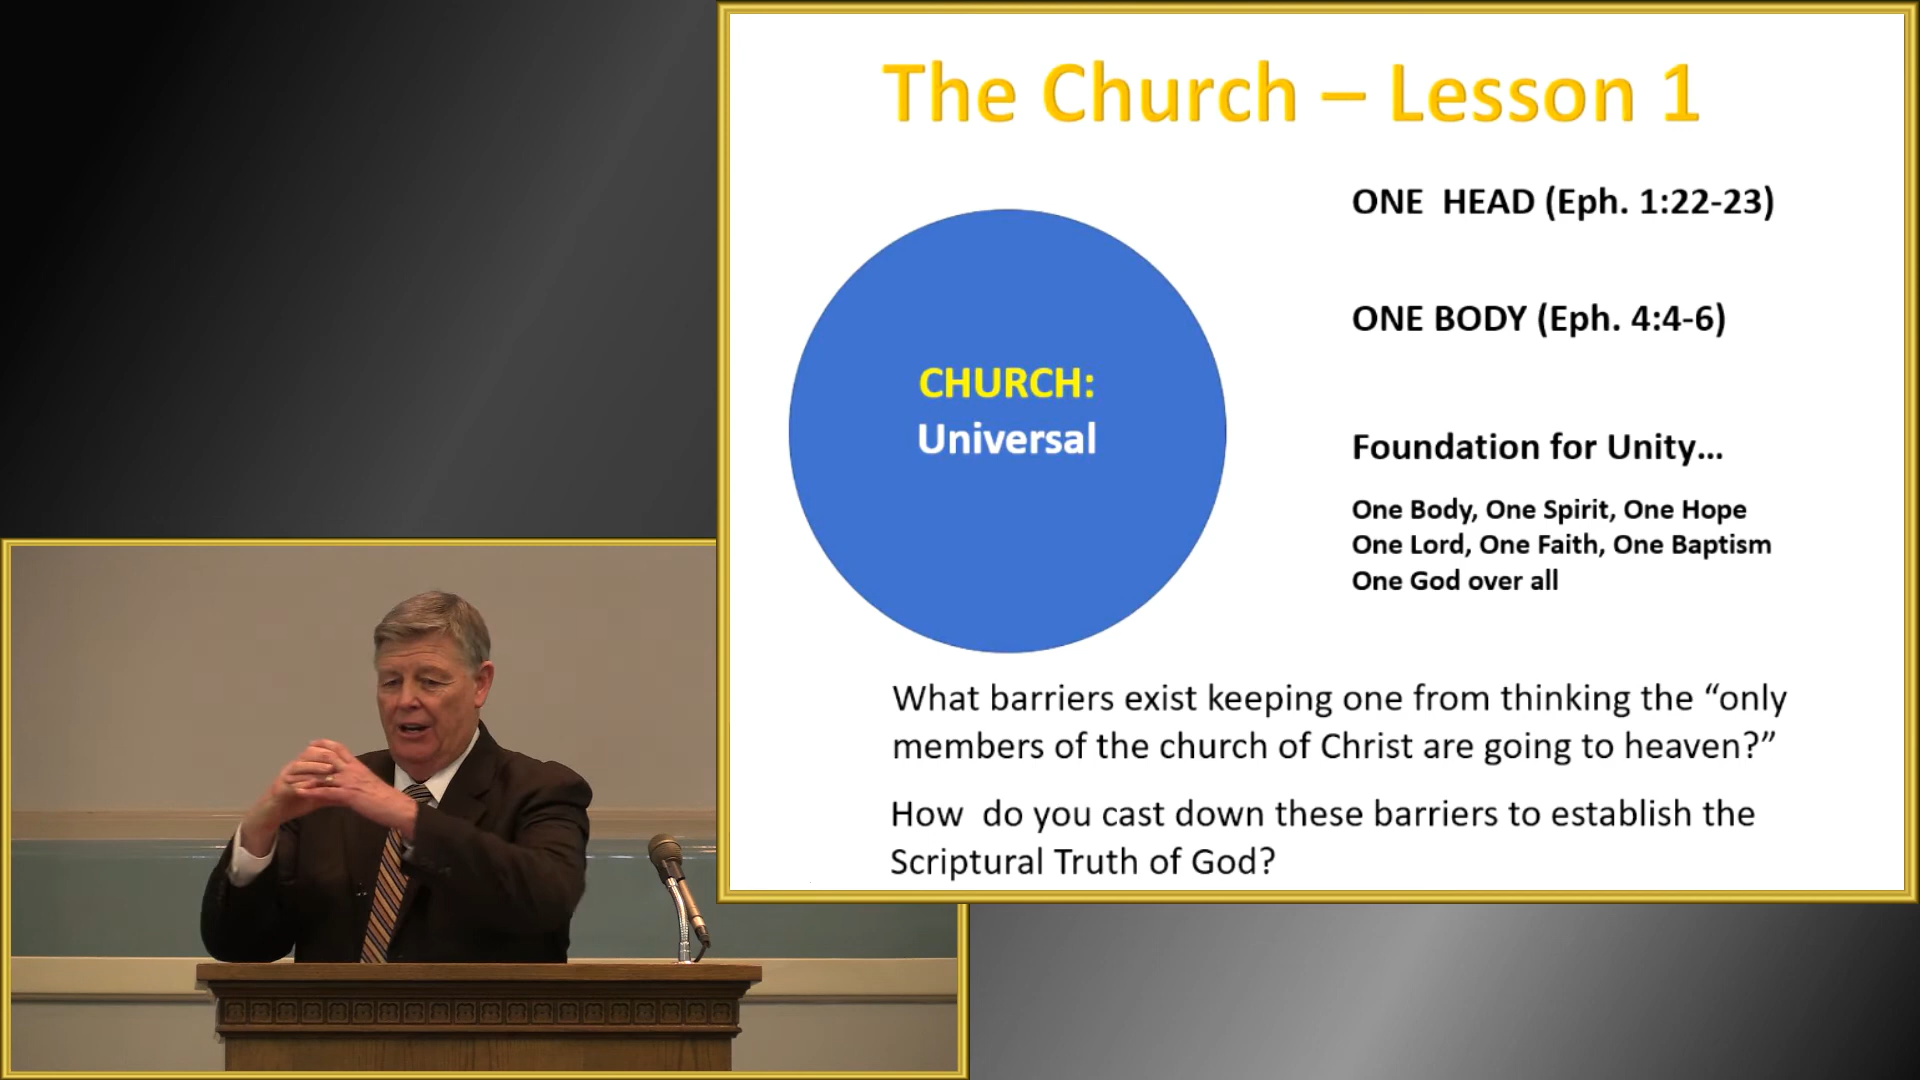 The Church – Lesson 1
CHURCH:
Universal
ONE  HEAD (Eph. 1:22-23)
ONE BODY (Eph. 4:4-6)
Foundation for Unity...
One Body, One Spirit, One Hope
One Lord, One Faith, One Baptism
One God over all
What barriers exist keeping one from thinking the “only
members of the church of Christ are going to heaven?”
How  do you cast down these barriers to establish the
Scriptural Truth of God?